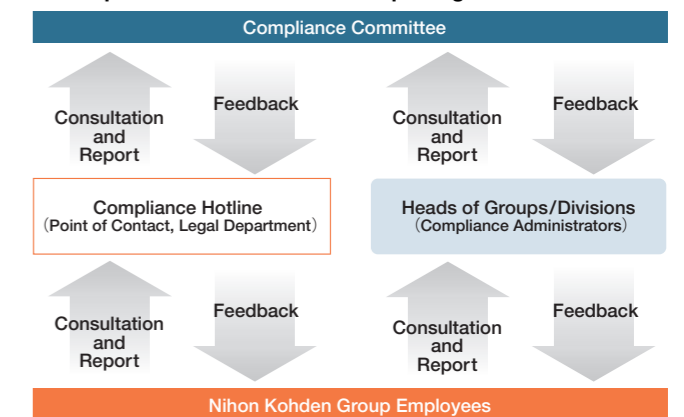 Compliance Committee
Consultation
and
Report
Feedback
Consultation
and
Report
Feedback
Compliance Hotline
（Point of Contact, Legal Department）
Heads of Groups/Divisions
（Compliance Administrators）
Consultation
and
Report
Feedback
Consultation
and
Report
Feedback
Nihon Kohden Group Employees